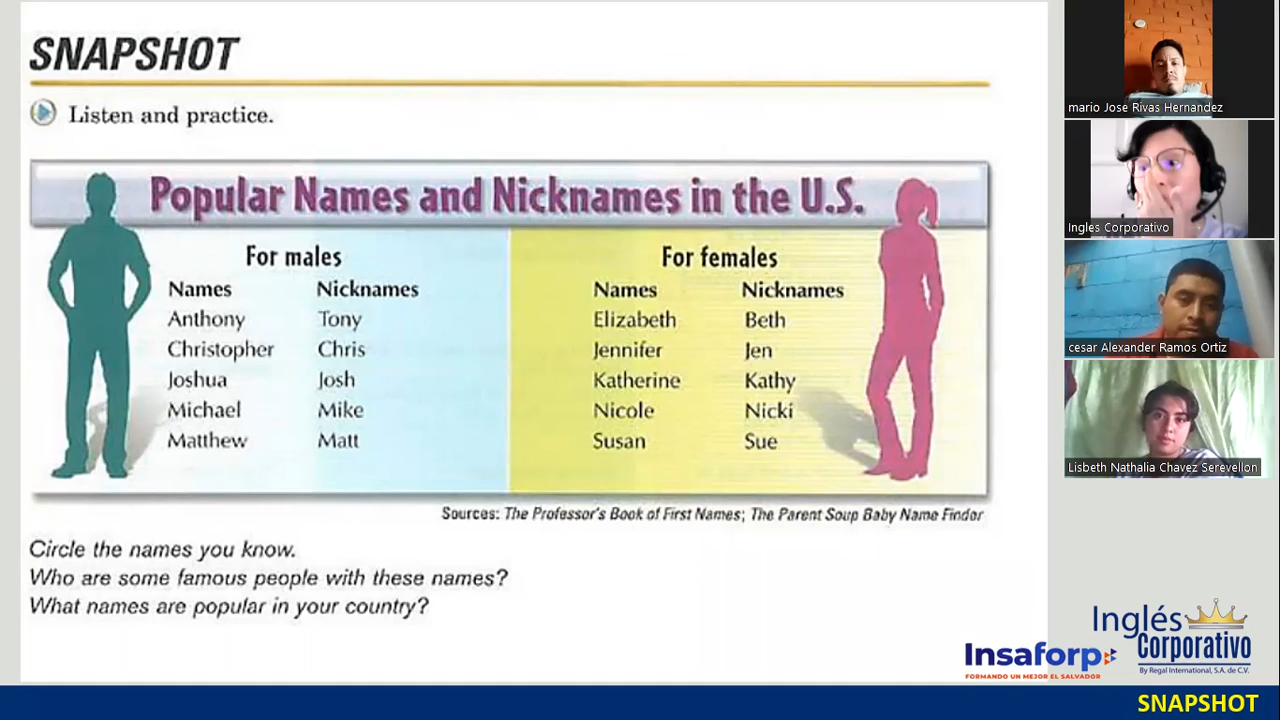 SNAPSHOT
Listen and practice.
Popular Names and Nicknames in the U.S.
For males
Names Nicknames
Anthony Tony
Christopher Chris
Joshua Josh
Michael Mike
Matthew Matt
For females
Names Nicknames
Elizabeth Beth
Jennifer Jen
Katherine Kathy
Nicole Nicki
Susan Sue
Sources: The Professor's Book of First Names; The Parent Soup Baby Name Finder
Circle the names you know.
Who are some famous people with these names?
What names are popular in your country?
mario Jose Rivas Hernandez
Ingles Corporativo
cesar Alexander Ramos Ortiz
Lisbeth Nathalia Chavez Serevellon
Insaforp
FORMANDO UN MEJOR EL SALVADOR
Inglés
Corporativo
By Regal International, S.A. de C.V.
SNAPSHOT